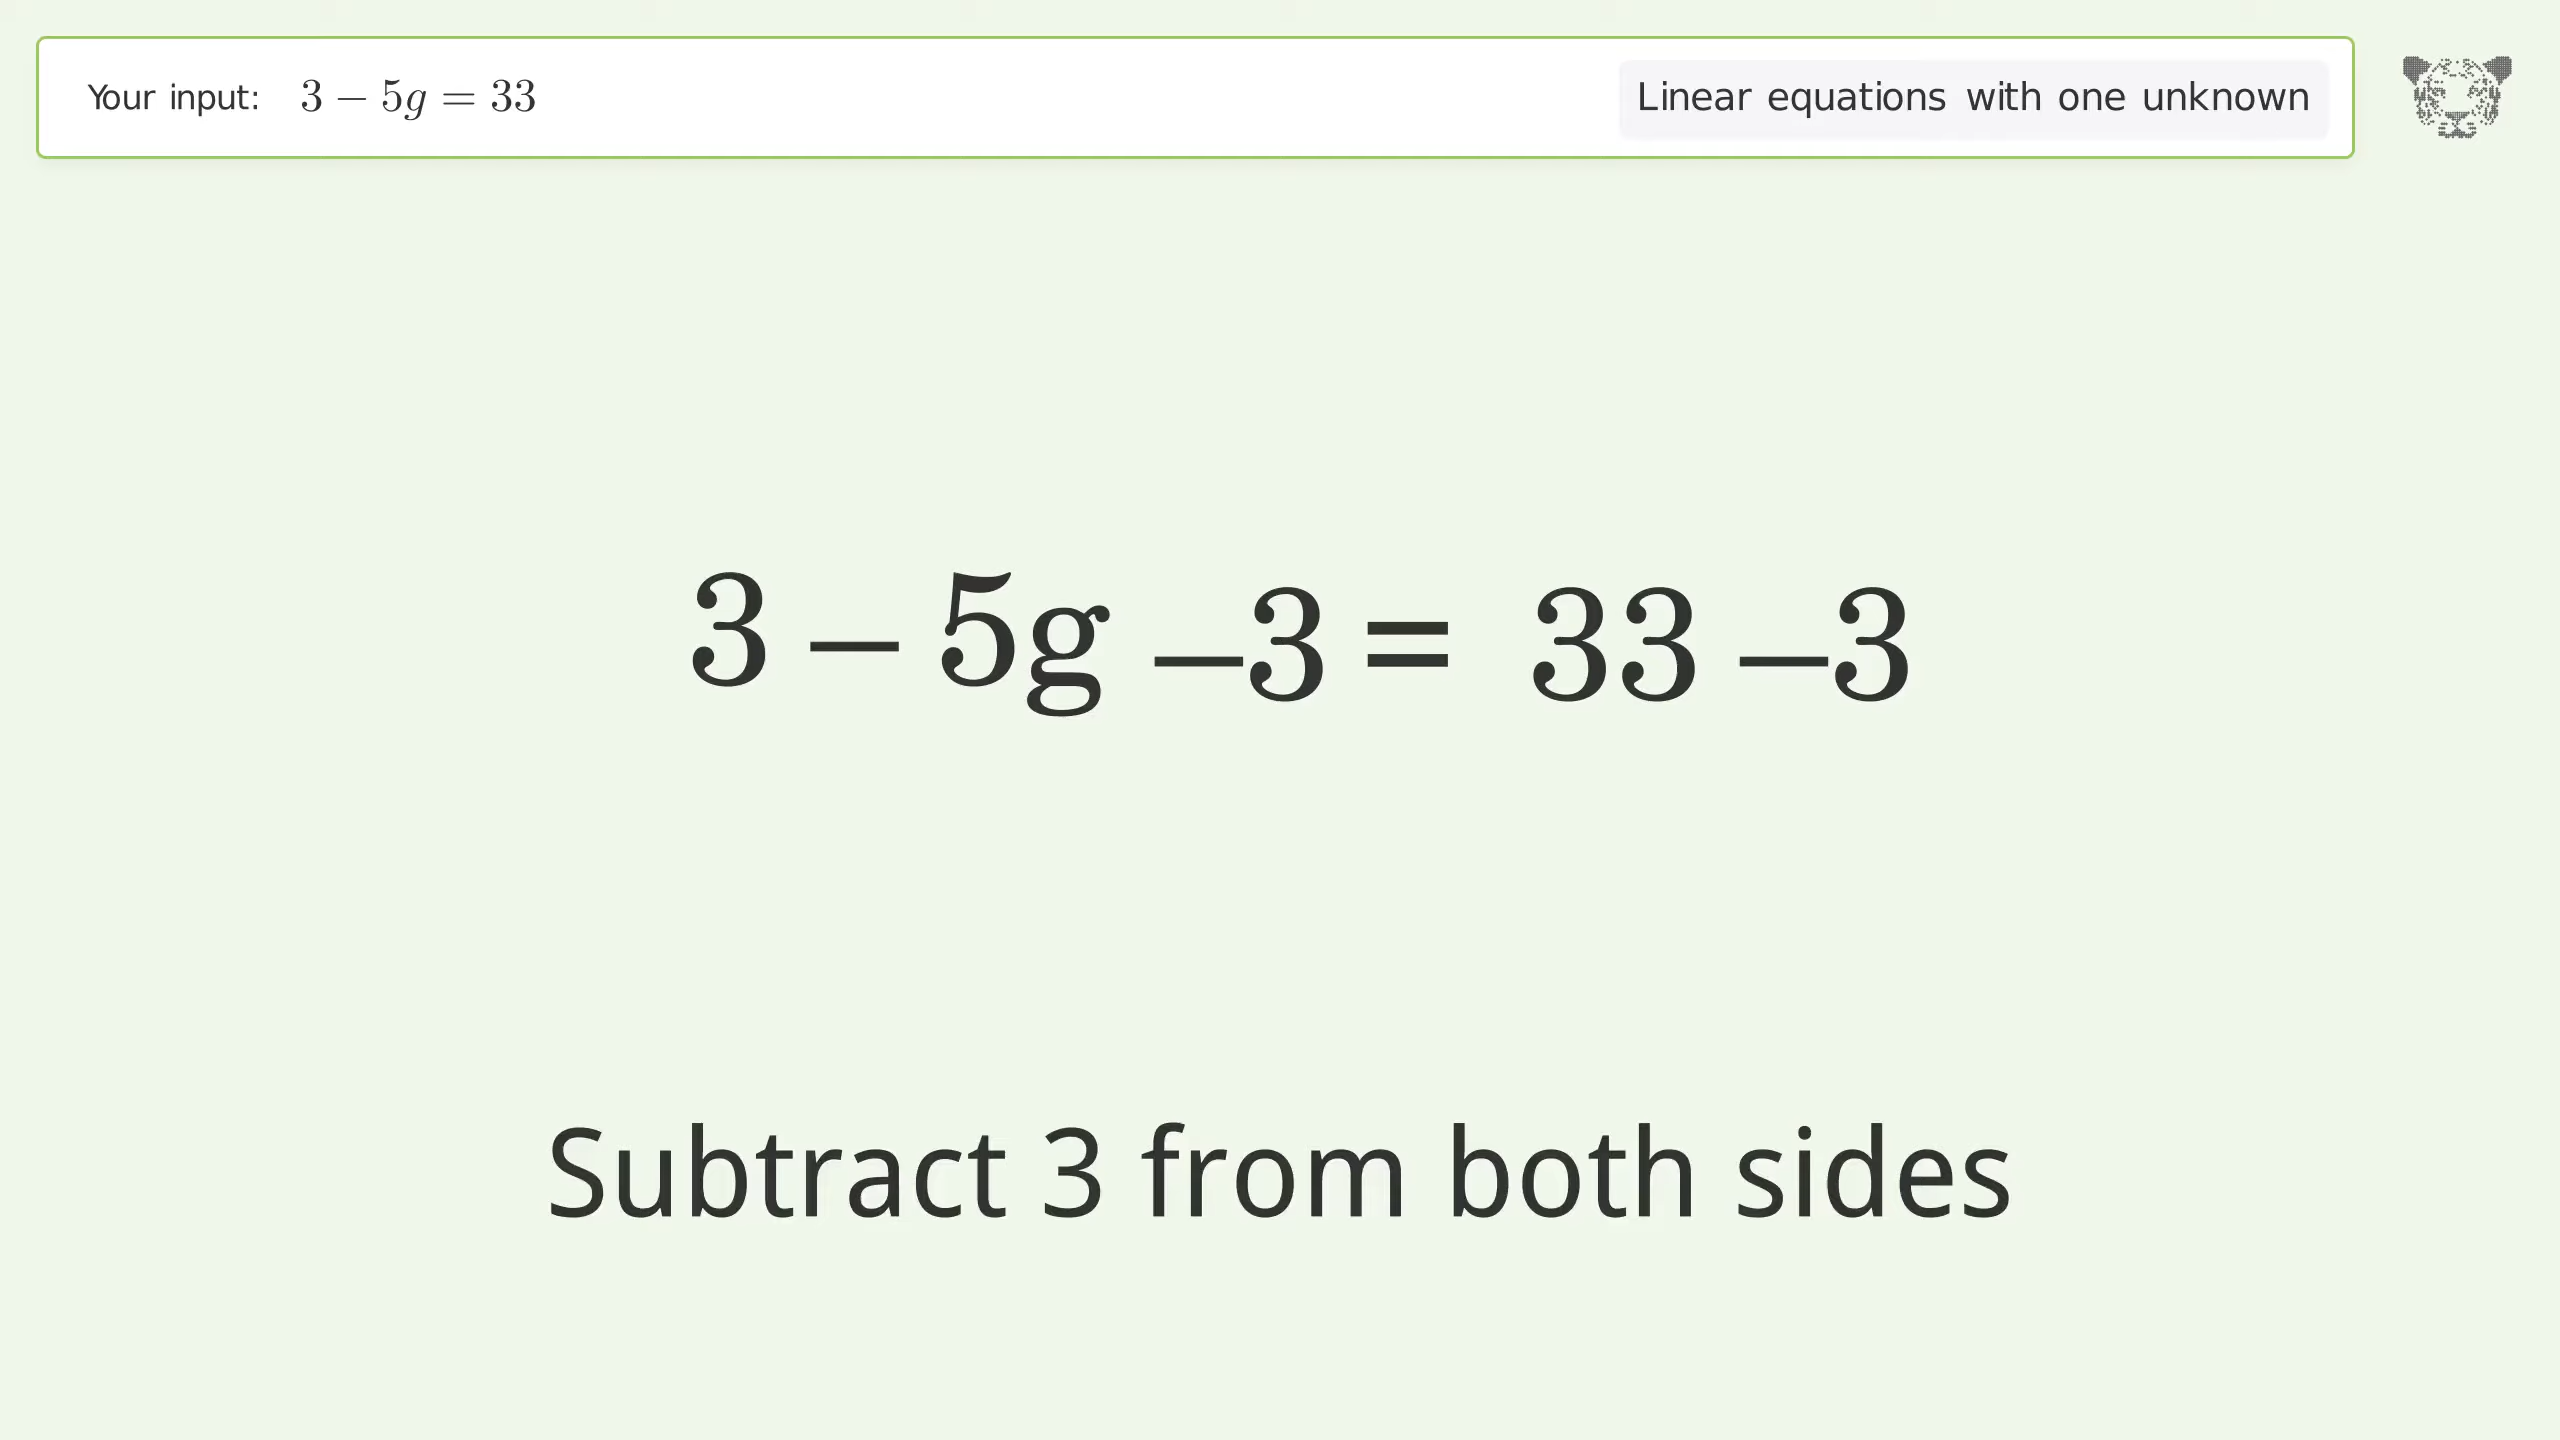 Your input: 3 − 5g = 33
Linear equations with one unknown
3 − 5g −3 = 33 −3
Subtract 3 from both sides